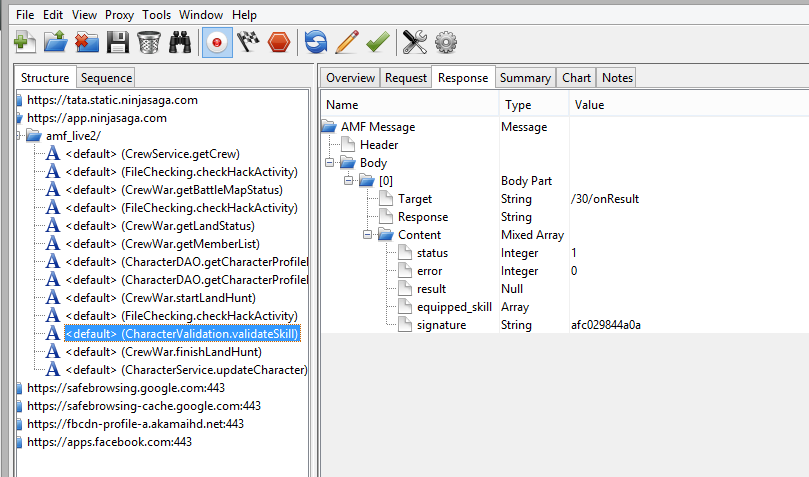 File Edit View Proxy Tools Window Help
Structure Sequence
https://tata.static.ninjasaga.com
https://app.ninjasaga.com
amf_live2/
<default> (CrewService.getCrew)
<default> (FileChecking.checkHackActivity)
<default> (CrewWar.getBattleMapStatus)
<default> (FileChecking.checkHackActivity)
<default> (CrewWar.getLandStatus)
<default> (CrewWar.getMemberList)
<default> (CharacterDAO.getCharacterProfile
<default> (CharacterDAO.getCharacterProfile
<default> (CrewWar.startLandHunt)
<default> (FileChecking.checkHackActivity)
<default> (CharacterValidation.validateSkill)
<default> (CrewWar.finishLandHunt)
<default> (CharacterService.updateCharacter)
https://safebrowsing.google.com:443
https://safebrowsing-cache.google.com:443
https://fbcdn-profile-a.akamaihd.net:443
https://apps.facebook.com:443
Overview Request Response Summary Chart Notes
Name Type Value
AMF Message Message
Header
Body
[0] Body Part
Target String /30/onResult
Response String
Content Mixed Array
status Integer 1
error Integer 0
result Null
equipped_skill Array
signature String afc029844a0a